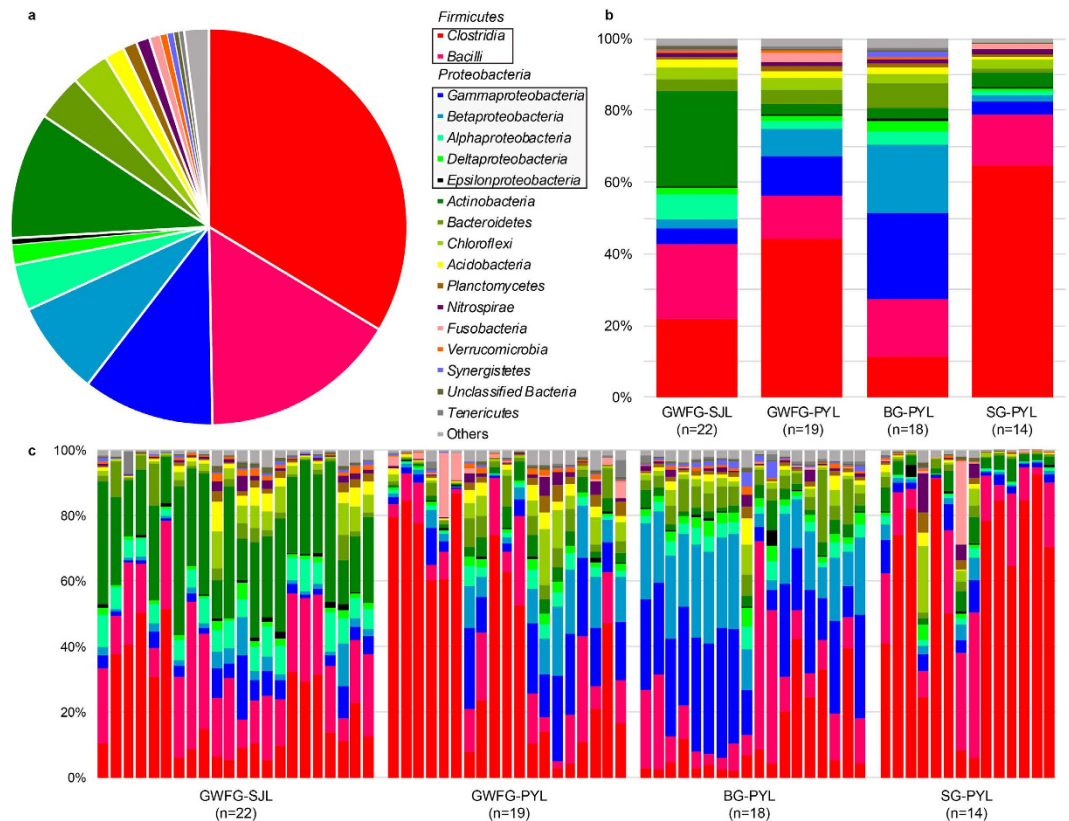 a
Firmicutes
Clostridia
Bacilli
Proteobacteria
Gammaproteobacteria
Betaproteobacteria
Alphaproteobacteria
Deltaproteobacteria
Epsilonproteobacteria
Actinobacteria
Bacteroidetes
Chloroflexi
Acidobacteria
Planctomycetes
Nitrospirae
Fusobacteria
Verrucomicrobia
Synergistetes
Unclassified Bacteria
Tenericutes
Others
b
100%
80%
60%
40%
20%
0%
GWFG-SJL GWFG-PYL BG-PYL SG-PYL
(n=22) (n=19) (n=18) (n=14)
c
100%
80%
60%
40%
20%
0%
GWFG-SJL GWFG-PYL BG-PYL SG-PYL
(n=22) (n=19) (n=18) (n=14)